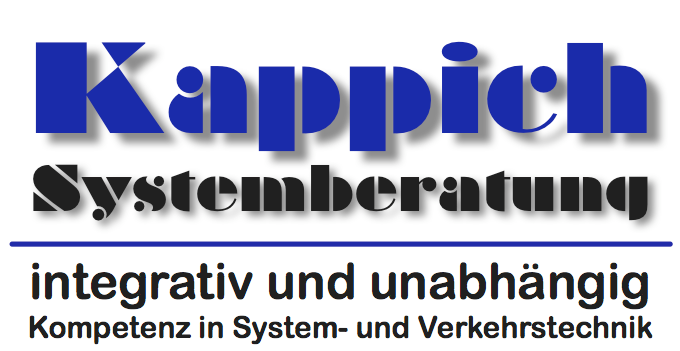 Kappich
Systemberatung
integrativ und unabhängig
Kompetenz in System- und Verkehrstechnik